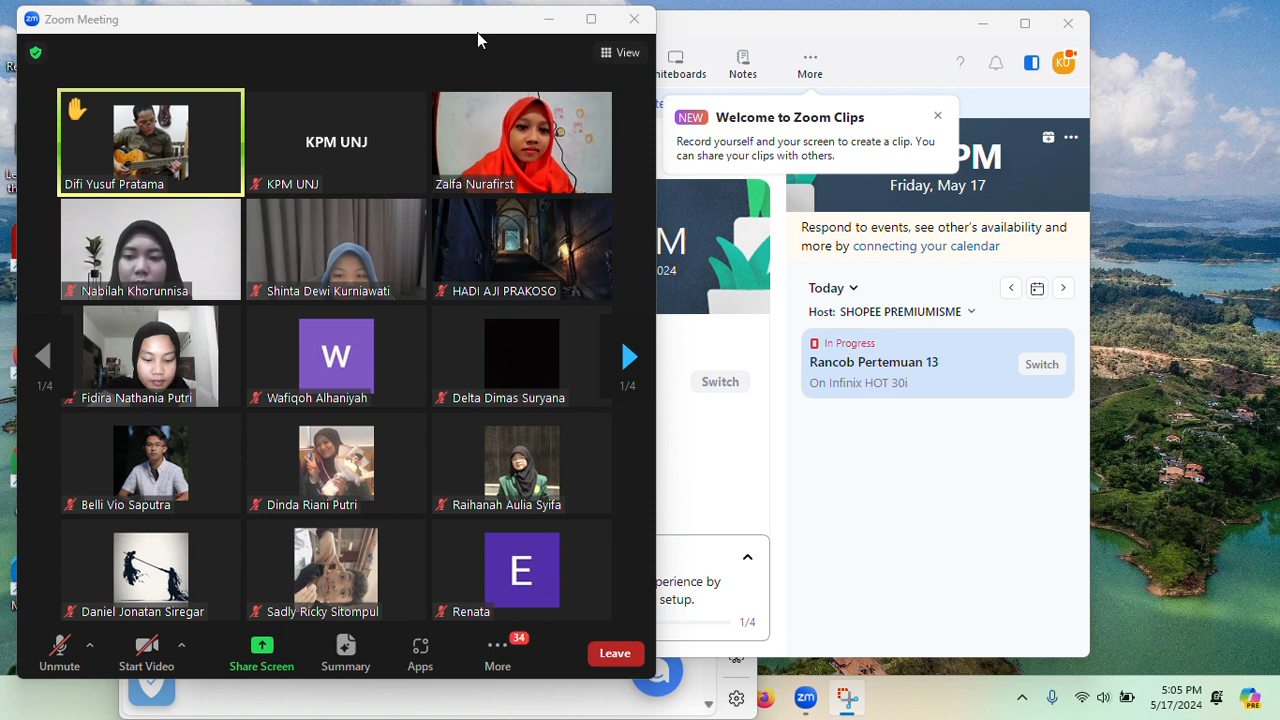 Zoom Meeting
View
Difi Yusuf Pratama
KPM UNJ
KPM UNJ
Zalfa Nurafirst
Nabilah Khorunnisa
Shinta Dewi Kurniawati
HADI AJI PRAKOSO
Fidira Nathania Putri
W
Wafiqoh Alhaniyah
Delta Dimas Suryana
1/4
1/4
Belli Vio Saputra
Dinda Riani Putri
Raihanah Aulia Syifa
Daniel Jonatan Siregar
Sadly Ricky Sitompul
E
Renata
Unmute
Start Video
Share Screen
Summary
Apps
34
More
Leave
iteboards
Notes
More
KU
NEW Welcome to Zoom Clips
Record yourself and your screen to create a clip. You
can share your clips with others.
PM
Friday, May 17
M
024
Respond to events, see other's availability and
more by connecting your calendar
Today
Host: SHOPEE PREMIUMISME
In Progress
Rancob Pertemuan 13
On Infinix HOT 30i
Switch
Switch
perience by
setup.
1/4
zm
5:05 PM
5/17/2024
PRE